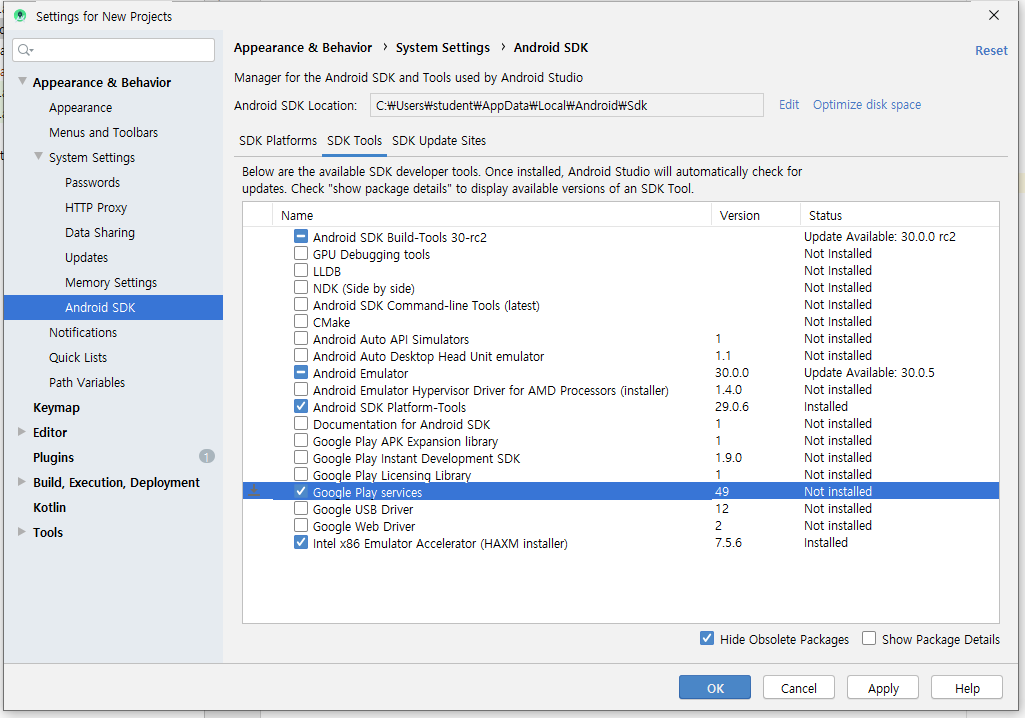 Settings for New Projects
Appearance & Behavior
Appearance
Menus and Toolbars
System Settings
Passwords
HTTP Proxy
Data Sharing
Updates
Memory Settings
Android SDK
Notifications
Quick Lists
Path Variables
Keymap
Editor
Plugins 1
Build, Execution, Deployment
Kotlin
Tools
Appearance & Behavior › System Settings › Android SDK
Reset
Manager for the Android SDK and Tools used by Android Studio
Android SDK Location: C:₩Users₩student₩AppData₩Local₩Android₩Sdk Edit Optimize disk space
SDK Platforms SDK Tools SDK Update Sites
Below are the available SDK developer tools. Once installed, Android Studio will automatically check for
updates. Check "show package details" to display available versions of an SDK Tool.
Name Version Status
Android SDK Build-Tools 30-rc2 Update Available: 30.0.0 rc2
GPU Debugging tools Not Installed
LLDB Not Installed
NDK (Side by side) Not Installed
Android SDK Command-line Tools (latest) Not Installed
CMake Not Installed
Android Auto API Simulators 1 Not installed
Android Auto Desktop Head Unit emulator 1.1 Not installed
Android Emulator 30.0.0 Update Available: 30.0.5
Android Emulator Hypervisor Driver for AMD Processors (installer) 1.4.0 Not installed
Android SDK Platform-Tools 29.0.6 Installed
Documentation for Android SDK 1 Not installed
Google Play APK Expansion library 1 Not installed
Google Play Instant Development SDK 1.9.0 Not installed
Google Play Licensing Library 1 Not installed
Google Play services 49 Not installed
Google USB Driver 12 Not installed
Google Web Driver 2 Not installed
Intel x86 Emulator Accelerator (HAXM installer) 7.5.6 Installed
Hide Obsolete Packages Show Package Details
OK Cancel Apply Help